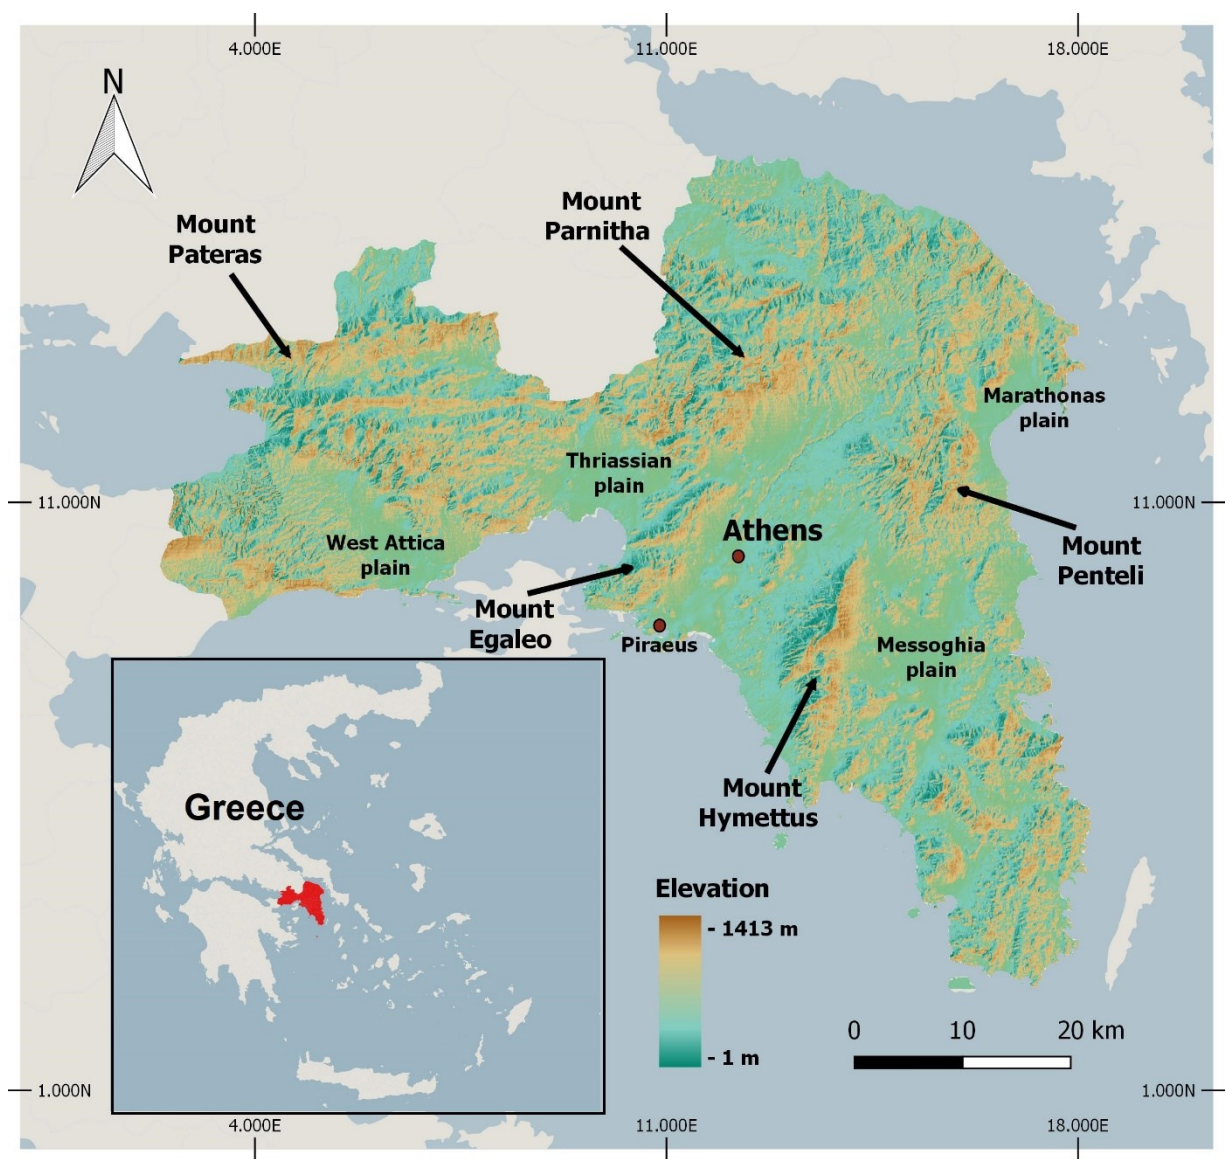 4.000E
11.000E
18.000E
N
Mount
Parnitha
Mount
Pateras
Marathonas
plain
Thriassian
plain
11.000N
11.000N
Athens
West Attica
plain
Mount
Penteli
Mount
Egaleo
Piraeus
Messoghia
plain
Mount
Hymettus
Greece
Elevation
- 1413 m
- 1 m
0 10 20 km
1.000N
1.000N
4.000E
11.000E
18.000E